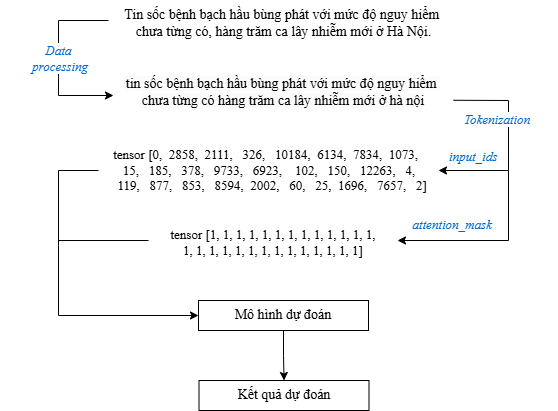 Tin sốc bệnh bạch hầu bùng phát với mức độ nguy hiểm
chưa từng có, hàng trăm ca lây nhiễm mới ở Hà Nội.
Data
processing
tin sốc bệnh bạch hầu bùng phát với mức độ nguy hiểm
chưa từng có hàng trăm ca lây nhiễm mới ở hà nội
Tokenization
tensor [0, 2858, 2111, 326, 10184, 6134, 7834, 1073,
15, 185, 378, 9733, 6923, 102, 150, 12263, 4,
119, 877, 853, 8594, 2002, 60, 25, 1696, 7657, 2]
input_ids
attention_mask
tensor [1, 1, 1, 1, 1, 1, 1, 1, 1, 1, 1, 1, 1,
1, 1, 1, 1, 1, 1, 1, 1, 1, 1, 1, 1, 1, 1]
Mô hình dự đoán
Kết quả dự đoán